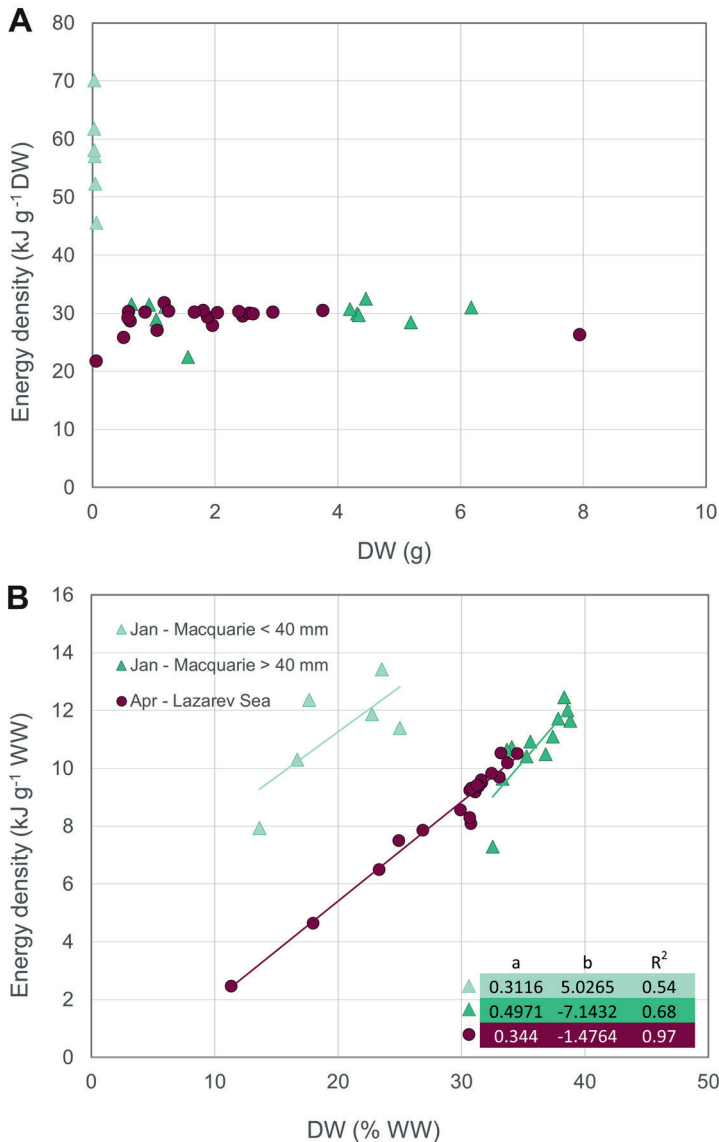 A
80
70
60
50
40
30
20
10
0
Energy density (kJ g⁻¹ DW)
0 2 4 6 8 10
DW (g)
B
16
14
12
10
8
6
4
2
0
Energy density (kJ g⁻¹ WW)
Jan - Macquarie < 40 mm
Jan - Macquarie > 40 mm
Apr - Lazarev Sea
a b R²
0.3116 5.0265 0.54
0.4971 -7.1432 0.68
0.344 -1.4764 0.97
0 10 20 30 40 50
DW (% WW)